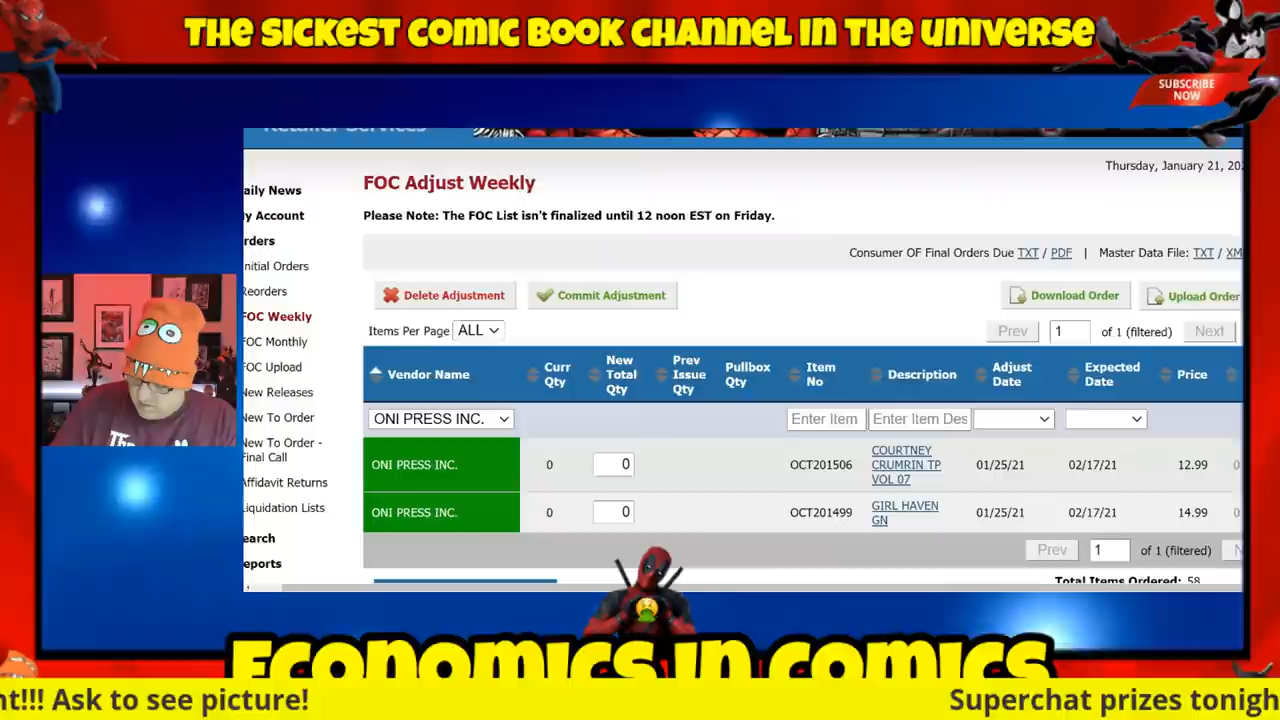 THE SICKEST COMIC BOOK CHANNEL IN THE UNIVERSE
SUBSCRIBE
NOW
Retailer Services
Thursday, January 21, 20
FOC Adjust Weekly
Please Note: The FOC List isn't finalized until 12 noon EST on Friday.
Consumer OF Final Orders Due TXT / PDF | Master Data File: TXT / XM
aily News
y Account
rders
nitial Orders
Reorders
FOC Weekly
FOC Monthly
FOC Upload
New Releases
New To Order
New To Order -
Final Call
Affidavit Returns
Liquidation Lists
earch
eports
Delete Adjustment
Commit Adjustment
Download Order
Upload Order
Items Per Page ALL
Prev 1 of 1 (filtered) Next
Vendor Name
Curr Qty
New Total Qty
Prev Issue Qty
Pullbox Qty
Item No
Description
Adjust Date
Expected Date
Price
ONI PRESS INC.
Enter Item
Enter Item Des
ONI PRESS INC. 0 0 OCT201506 COURTNEY CRUMRIN TP VOL 07 01/25/21 02/17/21 12.99 0
ONI PRESS INC. 0 0 OCT201499 GIRL HAVEN GN 01/25/21 02/17/21 14.99 0
Prev 1 of 1 (filtered) N
Total Items Ordered: 58
ECONOMICS IN COMICS
nt!!! Ask to see picture!
Superchat prizes tonigh